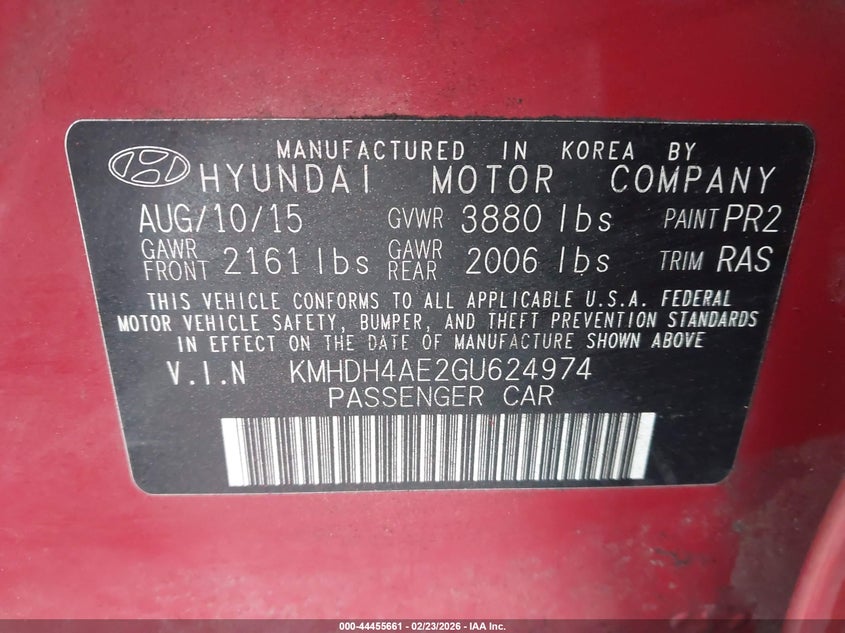 MANUFACTURED IN KOREA BY
HYUNDAI MOTOR COMPANY
AUG/10/15 GVWR 3880 lbs PAINT PR2
GAWR FRONT 2161 lbs GAWR REAR 2006 lbs TRIM RAS
THIS VEHICLE CONFORMS TO ALL APPLICABLE U.S.A. FEDERAL
MOTOR VEHICLE SAFETY, BUMPER, AND THEFT PREVENTION STANDARDS
IN EFFECT ON THE DATE OF MANUFACTURE SHOWN ABOVE.
V.I.N KMHDH4AE2GU624974
PASSENGER CAR
000-44455661 - 02/23/2026 - IAA Inc.